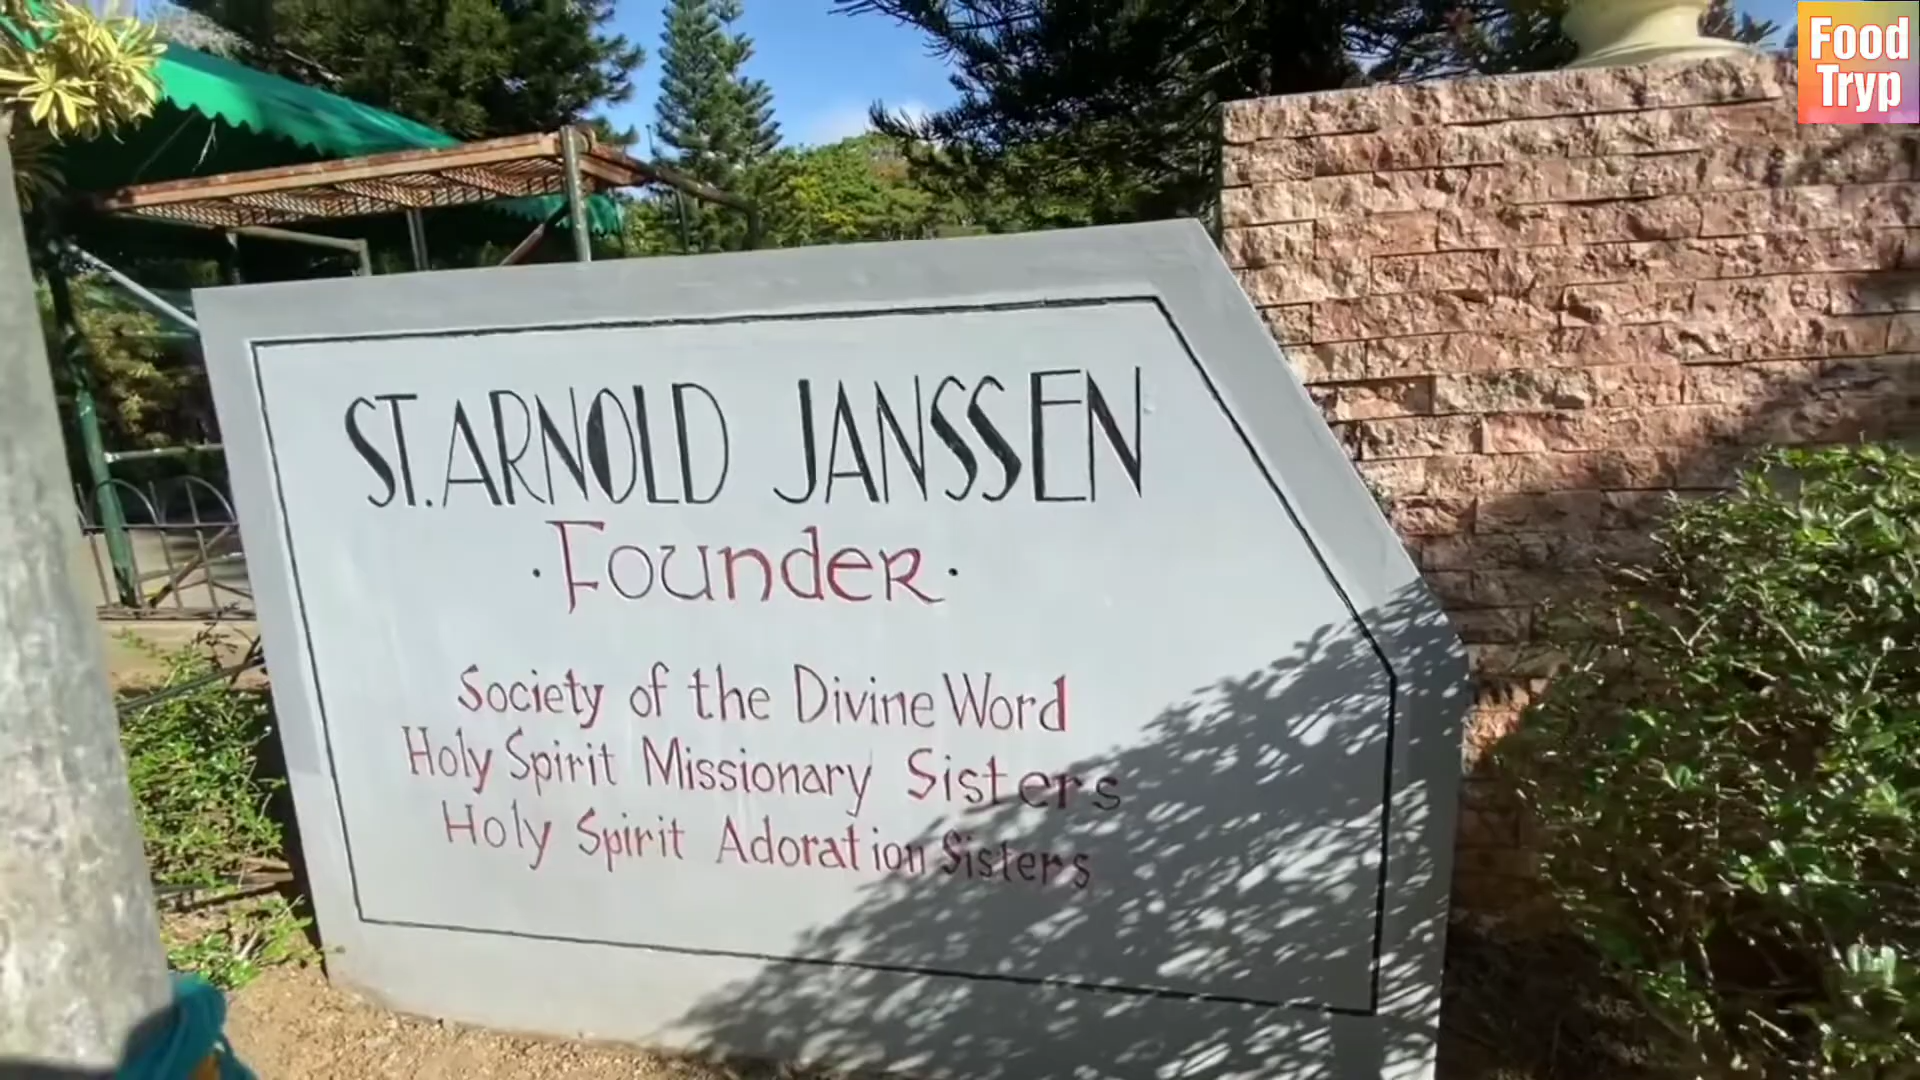 Food
Tryp
ST. ARNOLD JANSSEN
· Founder ·
Society of the Divine Word
Holy Spirit Missionary Sisters
Holy Spirit Adoration Sisters